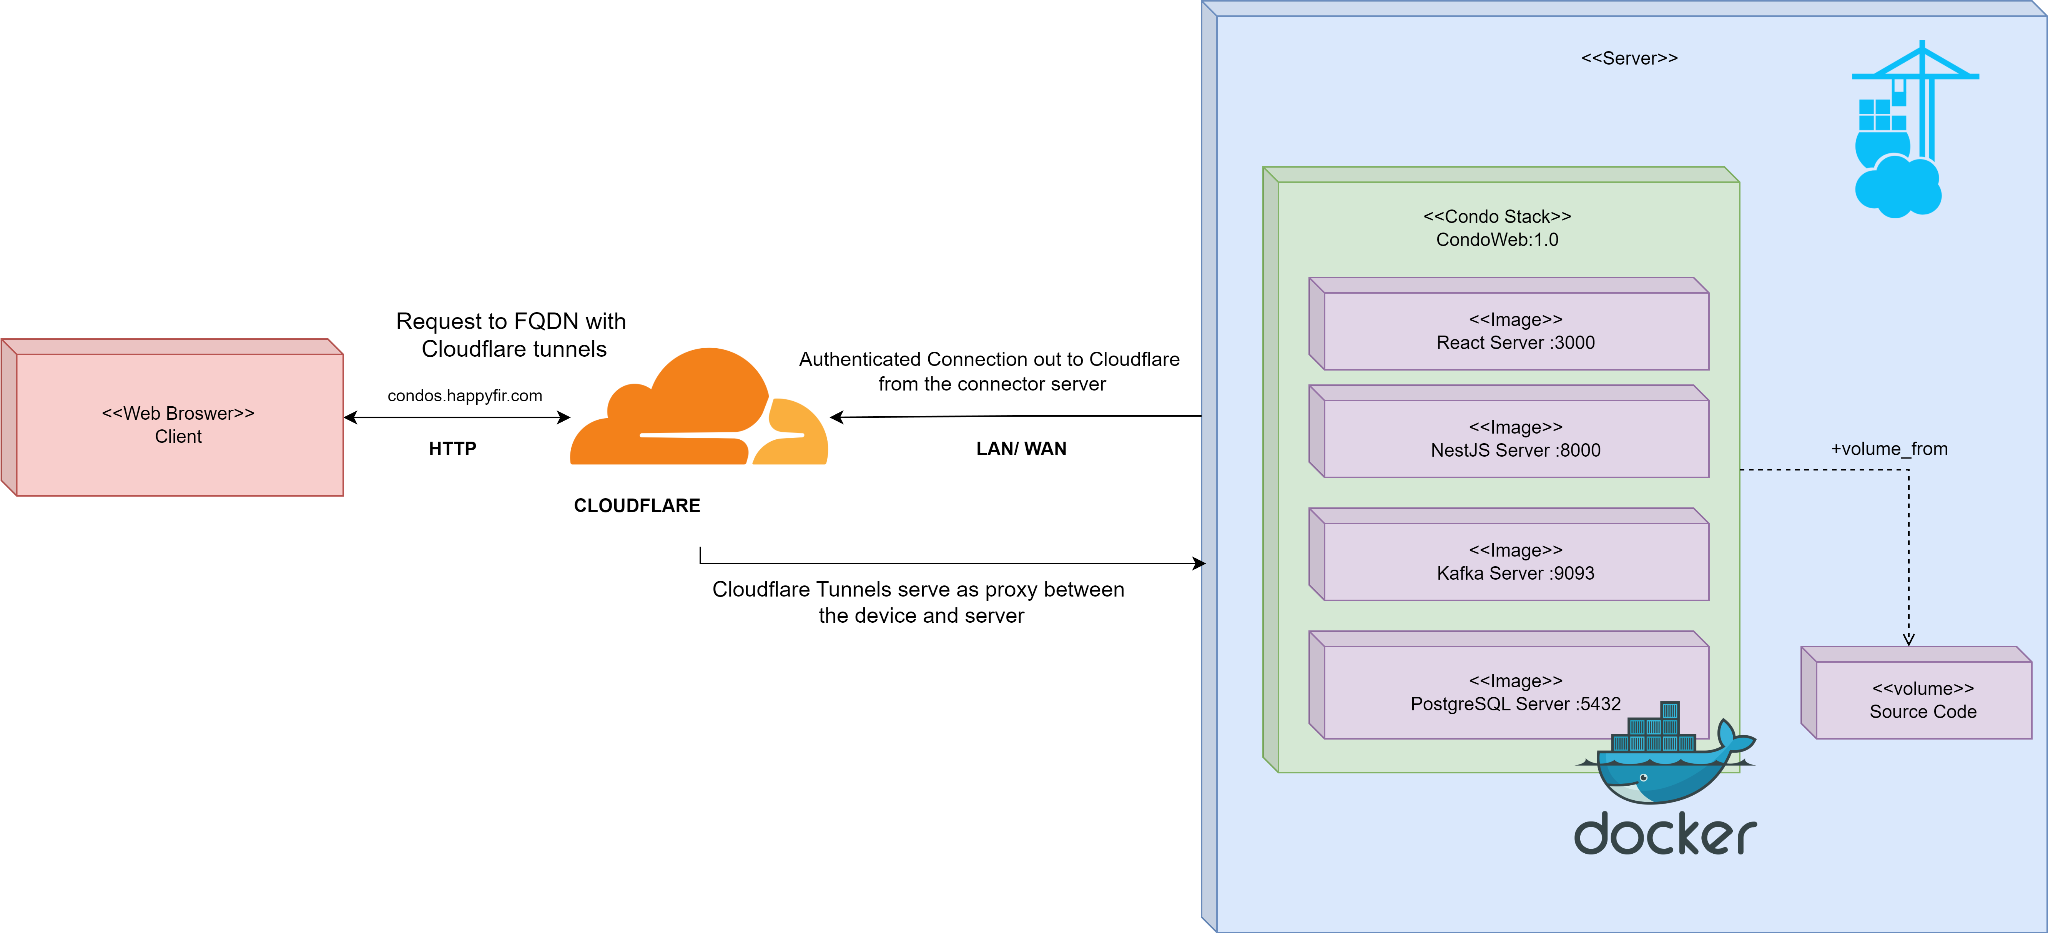 <<Server>>
<<Condo Stack>>
CondoWeb:1.0
<<Image>>
React Server :3000
<<Image>>
NestJS Server :8000
<<Image>>
Kafka Server :9093
<<Image>>
PostgreSQL Server :5432
docker
+volume_from
<<volume>>
Source Code
Request to FQDN with
Cloudflare tunnels
condos.happyfir.com
HTTP
<<Web Broswer>>
Client
CLOUDFLARE
Authenticated Connection out to Cloudflare
from the connector server
LAN/ WAN
Cloudflare Tunnels serve as proxy between
the device and server